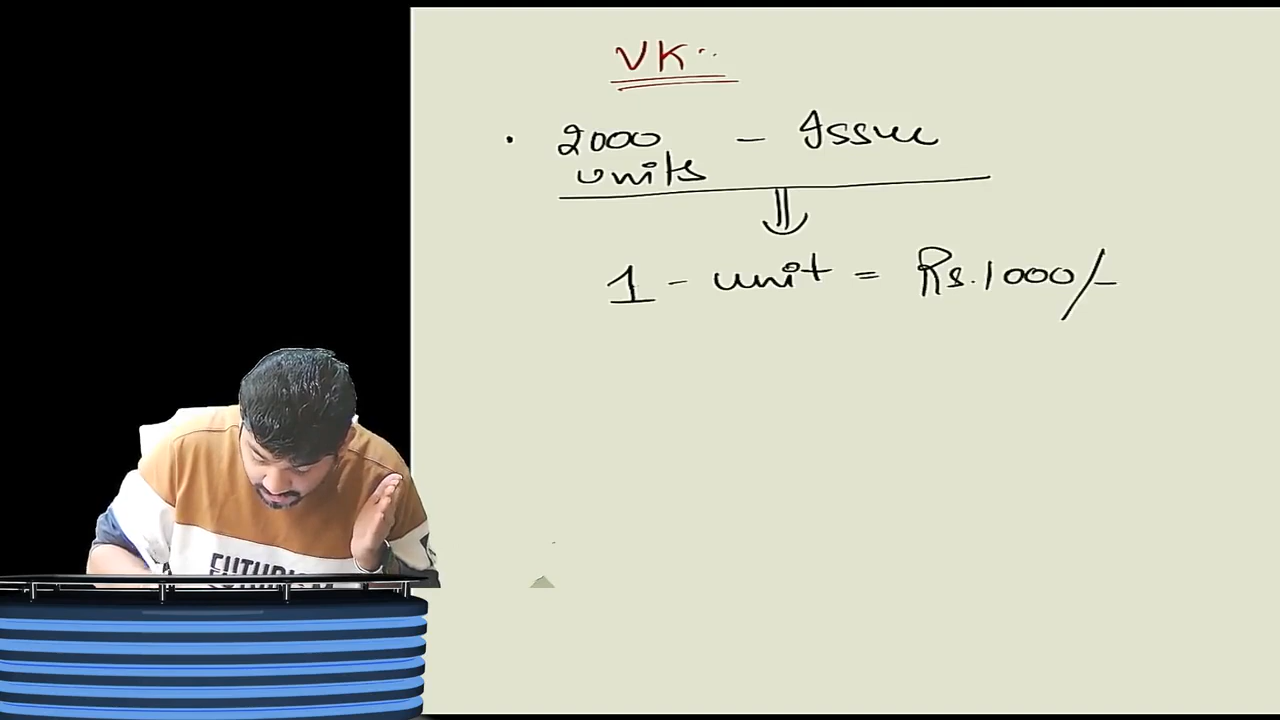 VK:
. 2000 - Issue
units
1 - unit = Rs.1000/-